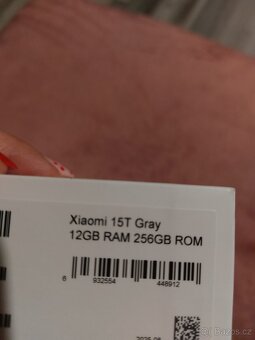 Xiaomi 15T Gray
12GB RAM 256GB ROM
6 932554 448912
bazos.cz